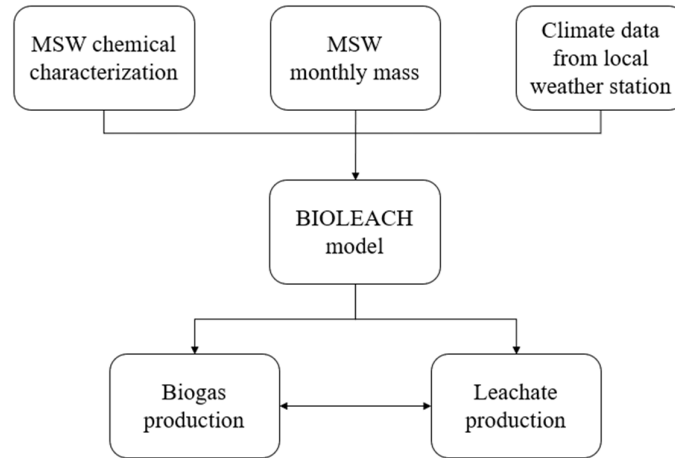 MSW chemical
characterization
MSW
monthly mass
Climate data
from local
weather station
BIOLEACH
model
Biogas
production
Leachate
production